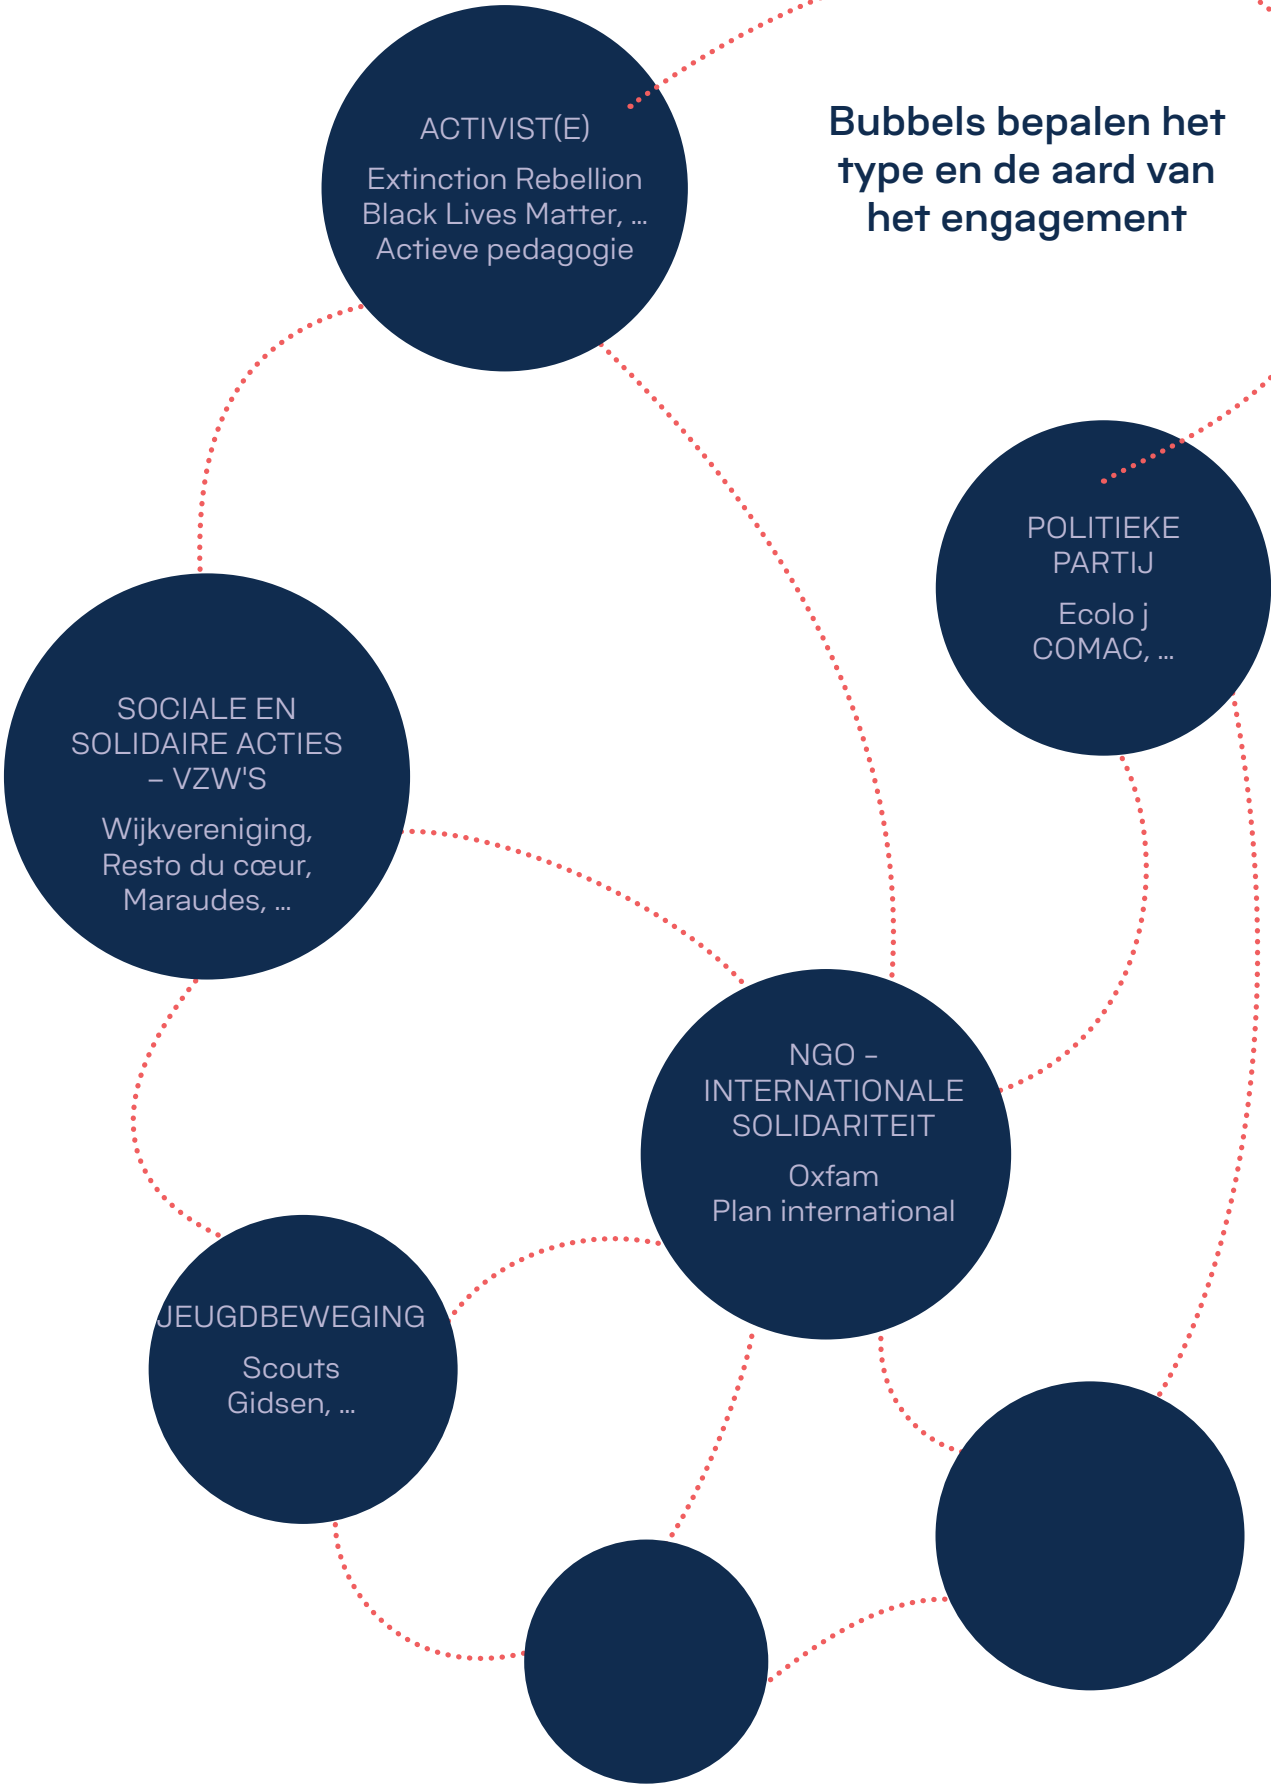 ACTIVIST(E)
Extinction Rebellion
Black Lives Matter, ...
Actieve pedagogie
Bubbels bepalen het
type en de aard van
het engagement
POLITIEKE
PARTIJ
Ecolo j
COMAC, ...
SOCIALE EN
SOLIDAIRE ACTIES
– VZW'S
Wijkvereniging,
Resto du cœur,
Maraudes, ...
NGO –
INTERNATIONALE
SOLIDARITEIT
Oxfam
Plan international
JEUGDBEWEGING
Scouts
Gidsen, ...